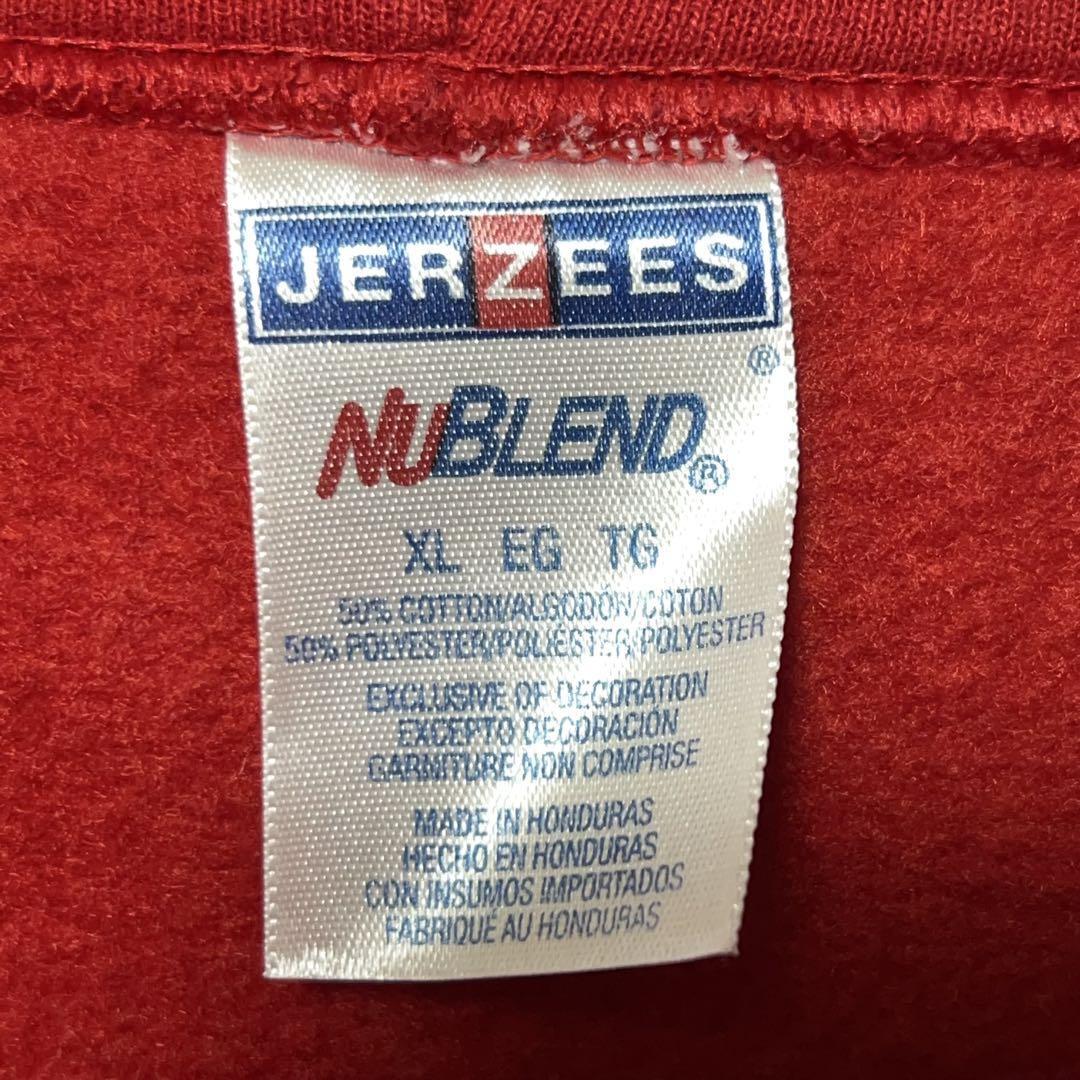 JERZEES
®
NUBLEND®
XL EG TG
50% COTTON/ALGODÓN/COTON
50% POLYESTER/POLIÉSTER/POLYESTER
EXCLUSIVE OF DECORATION
EXCEPTO DECORACIÓN
GARNITURE NON COMPRISE
MADE IN HONDURAS
HECHO EN HONDURAS
CON INSUMOS IMPORTADOS
FABRIQUÉ AU HONDURAS